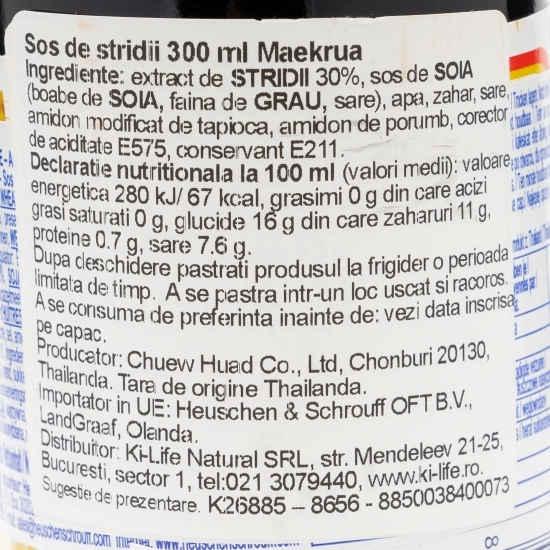 Sos de stridii 300 ml Maekrua
Ingrediente: extract de STRIDII 30%, sos de SOIA
(boabe de SOIA, faina de GRAU, sare), apa, zahar, sare,
amidon modificat de tapioca, amidon de porumb, corector
de aciditate E575, conservant E211.
Declaratie nutritionala la 100 ml (valori medii): valoare
energetica 280 kJ/ 67 kcal, grasimi 0 g din care acizi
grasi saturati 0 g, glucide 16 g din care zaharuri 11 g,
proteine 0.7 g, sare 7.6 g.
Dupa deschidere pastrati produsul la frigider o perioada
limitata de timp. A se pastra intr-un loc uscat si racoros.
A se consuma de preferinta inainte de: vezi data inscrisa
pe capac.
Producator: Chuew Huad Co., Ltd, Chonburi 20130,
Thailanda. Tara de origine Thailanda.
Importator in UE: Heuschen & Schrouff OFT B.V.,
LandGraaf, Olanda.
Distribuitor: Ki-Life Natural SRL, str. Mendeleev 21-25,
Bucuresti, sector 1, tel:021 3079440, www.ki-life.ro.
Sugestie de prezentare. K26885 – 8656 - 8850038400073